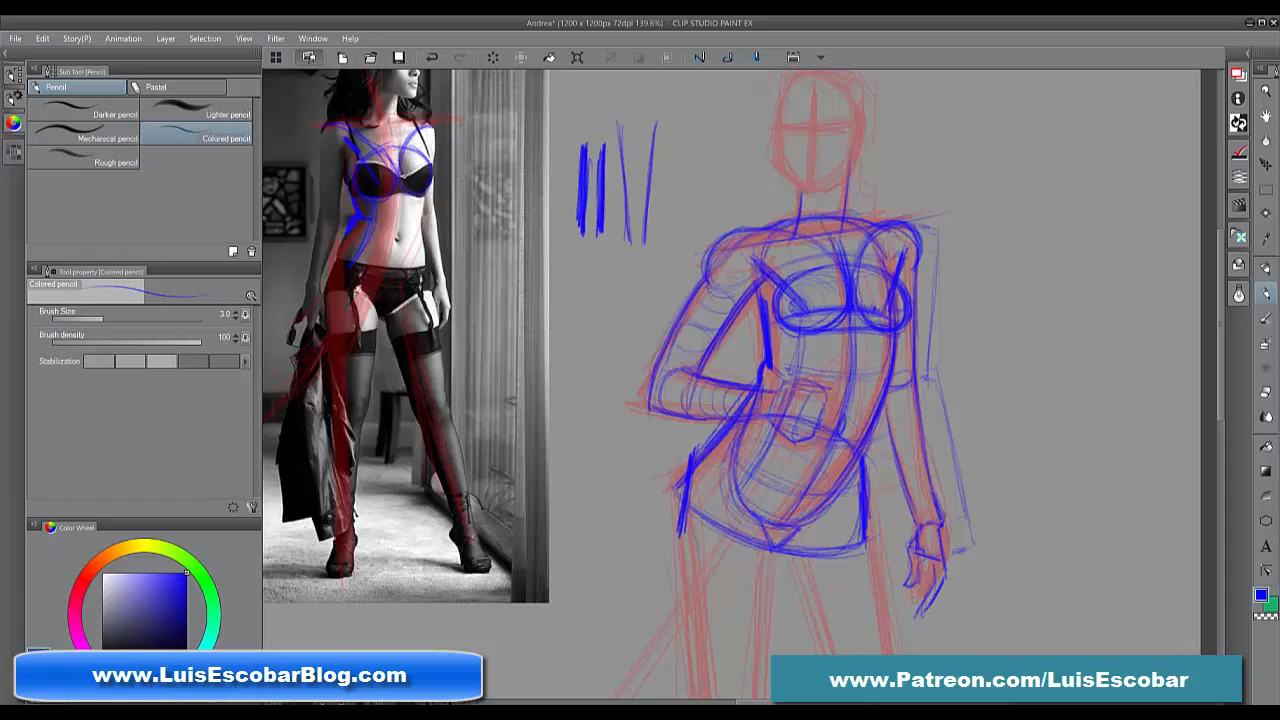 Andrea* (1200 x 1200px 72dpi 139.6%) - CLIP STUDIO PAINT EX
File Edit Story(P) Animation Layer Selection View Filter Window Help
Sub Tool [Pencil]
Pencil Pastel
Darker pencil Lighter pencil
Mechanical pencil Colored pencil
Rough pencil
Tool property [Colored pencil]
Colored pencil
Brush Size 3.0
Brush density 100
Stabilization
Color Wheel
www.LuisEscobarBlog.com
www.Patreon.com/LuisEscobar